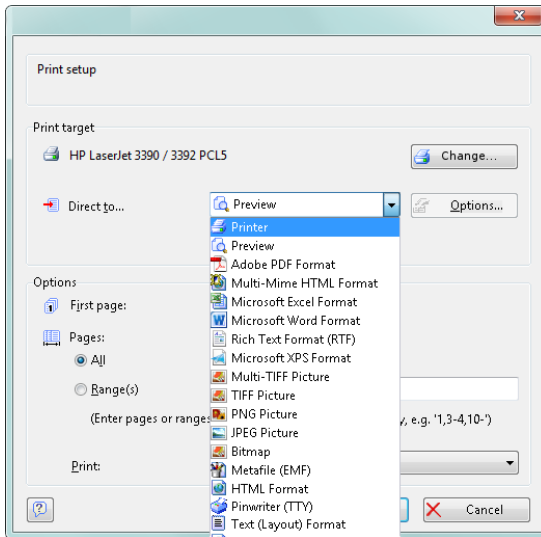 Print setup
Print target
HP LaserJet 3390 / 3392 PCL5
Change...
Direct to...
Preview
Options...
Printer
Preview
Adobe PDF Format
Multi-Mime HTML Format
Options
Microsoft Excel Format
First page:
Microsoft Word Format
Pages:
Rich Text Format (RTF)
All
Microsoft XPS Format
Multi-TIFF Picture
Range(s)
TIFF Picture
(Enter pages or ranges
PNG Picture
y, e.g. '1,3-4,10-')
JPEG Picture
Bitmap
Print:
Metafile (EMF)
HTML Format
Pinwriter (TTY)
Cancel
Text (Layout) Format